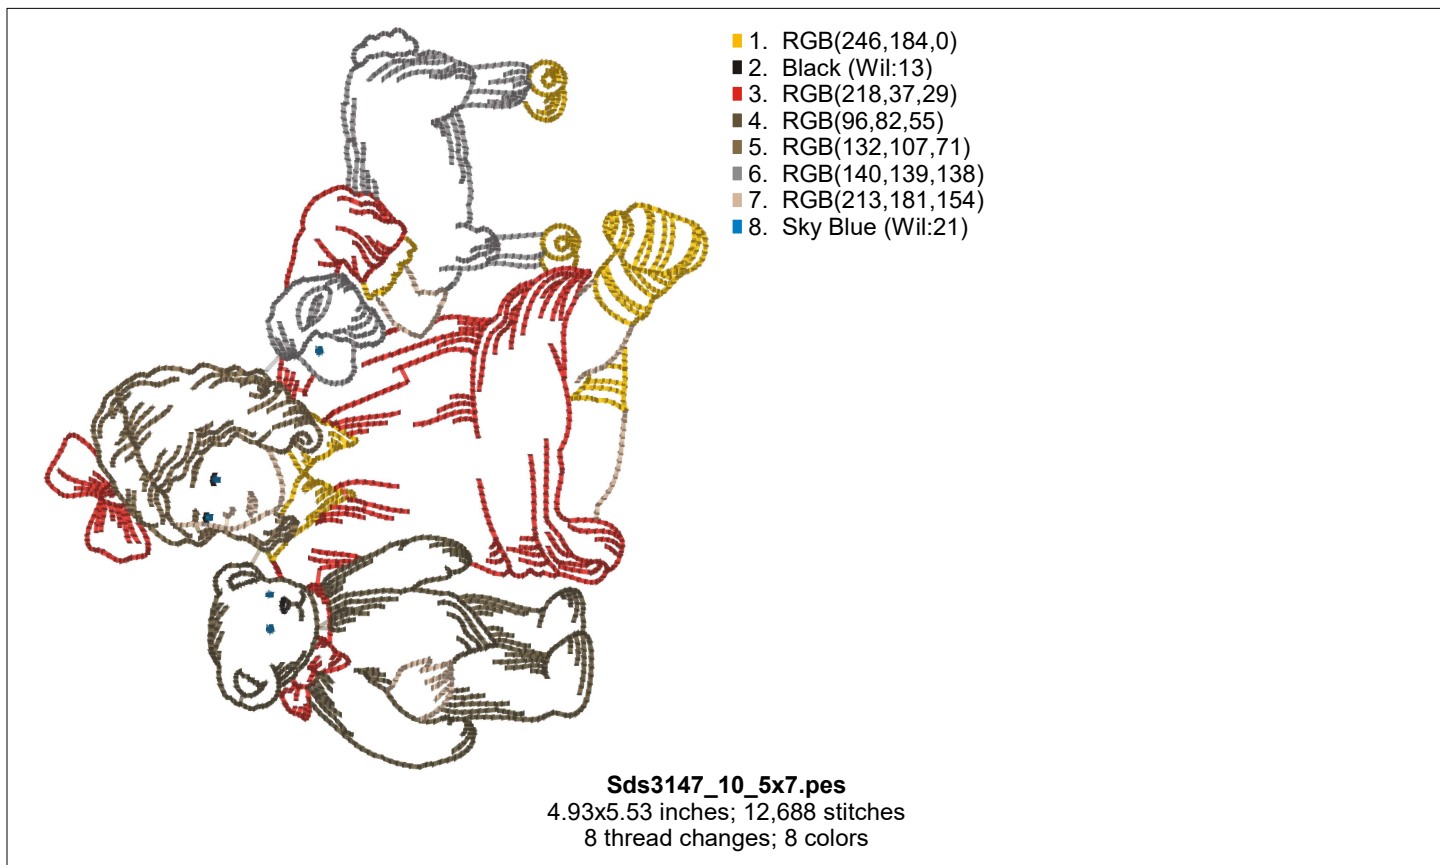 1. RGB(246,184,0)
2. Black (Wil:13)
3. RGB(218,37,29)
4. RGB(96,82,55)
5. RGB(132,107,71)
6. RGB(140,139,138)
7. RGB(213,181,154)
8. Sky Blue (Wil:21)
Sds3147_10_5x7.pes
4.93x5.53 inches; 12,688 stitches
8 thread changes; 8 colors